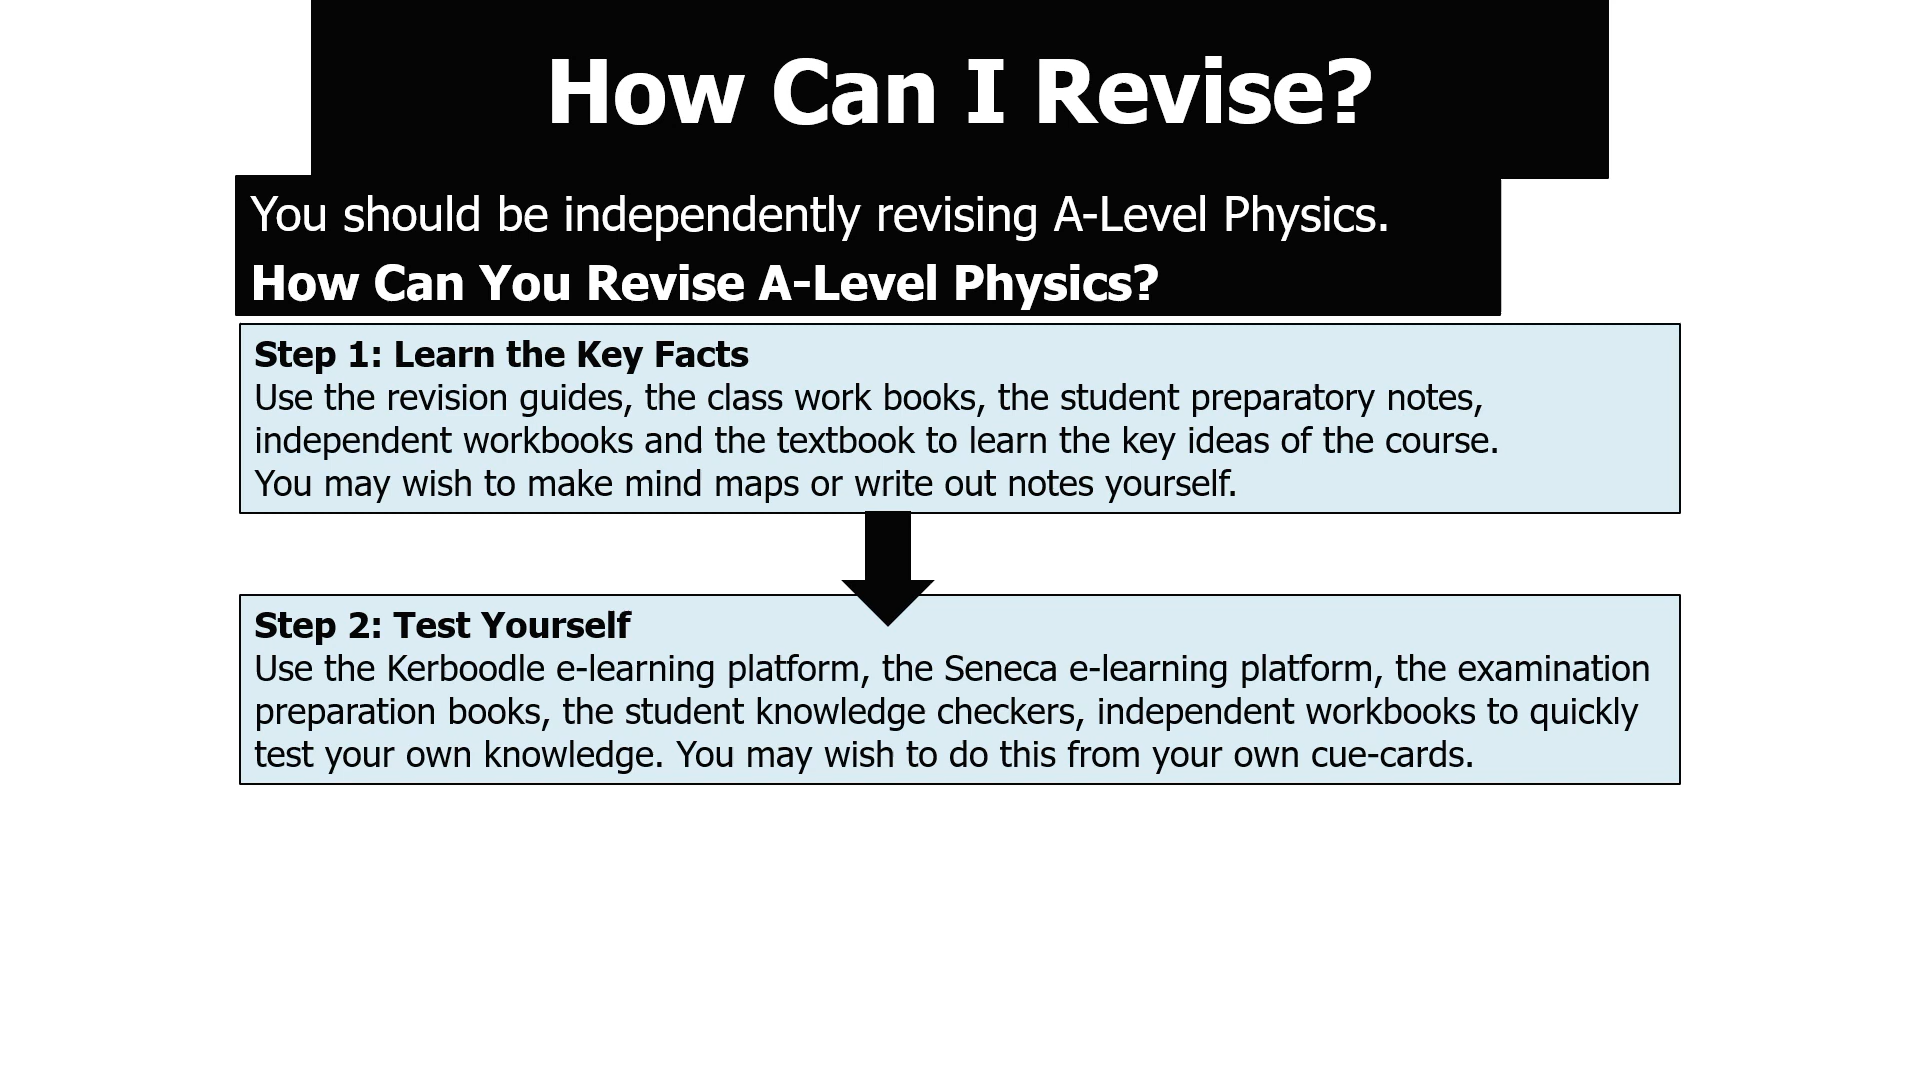 How Can I Revise?
You should be independently revising A-Level Physics.
How Can You Revise A-Level Physics?
Step 1: Learn the Key Facts
Use the revision guides, the class work books, the student preparatory notes,
independent workbooks and the textbook to learn the key ideas of the course.
You may wish to make mind maps or write out notes yourself.
Step 2: Test Yourself
Use the Kerboodle e-learning platform, the Seneca e-learning platform, the examination
preparation books, the student knowledge checkers, independent workbooks to quickly
test your own knowledge. You may wish to do this from your own cue-cards.